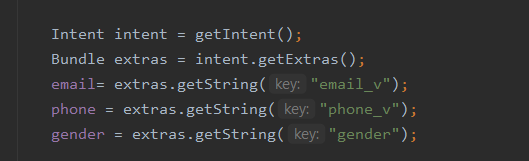 Intent intent = getIntent();
Bundle extras = intent.getExtras();
email= extras.getString( key: "email_v");
phone = extras.getString( key: "phone_v");
gender = extras.getString( key: "gender");